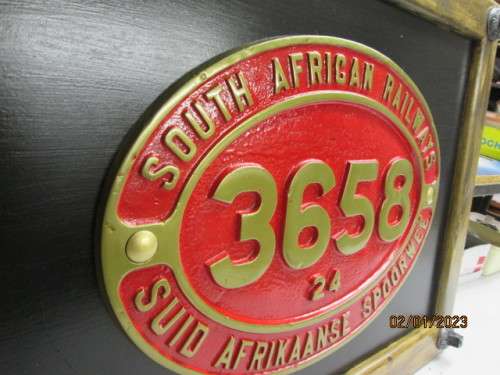 SOUTH AFRICAN RAILWAYS
3658
24
SUID AFRIKAANSE SPOORWEË
02/01/2023